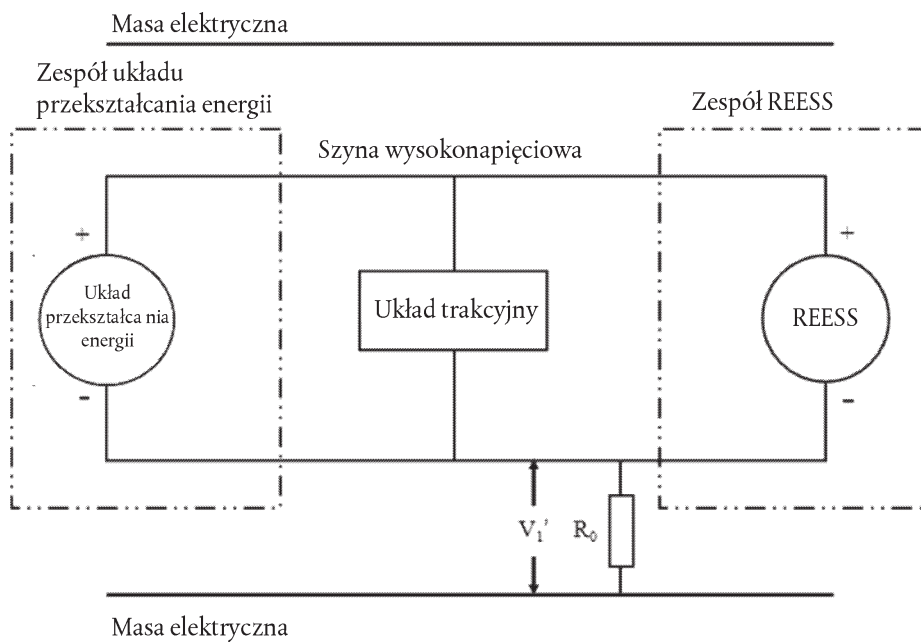 Masa elektryczna
Zespół układu
przekształcania energii
Zespół REESS
Szyna wysokonapięciowa
+
+
Układ
przekształca nia
energii
Układ trakcyjny
REESS
-
-
V₁’
R₀
Masa elektryczna